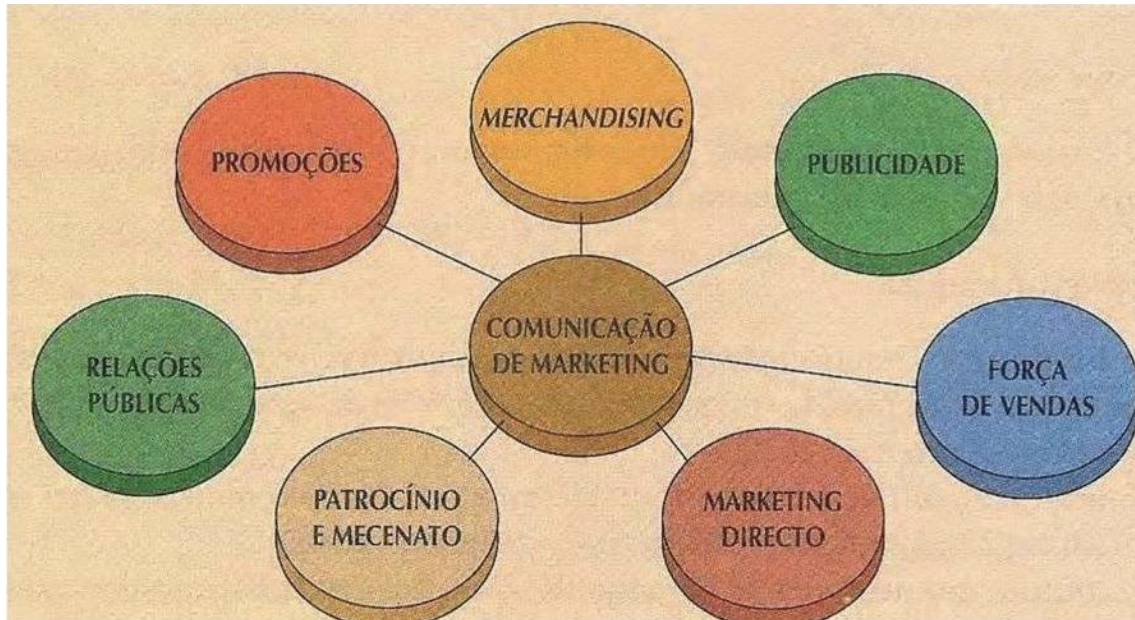 MERCHANDISING
PROMOÇÕES
PUBLICIDADE
COMUNICAÇÃO
DE MARKETING
RELAÇÕES
PÚBLICAS
FORÇA
DE VENDAS
PATROCÍNIO
E MECENATO
MARKETING
DIRECTO